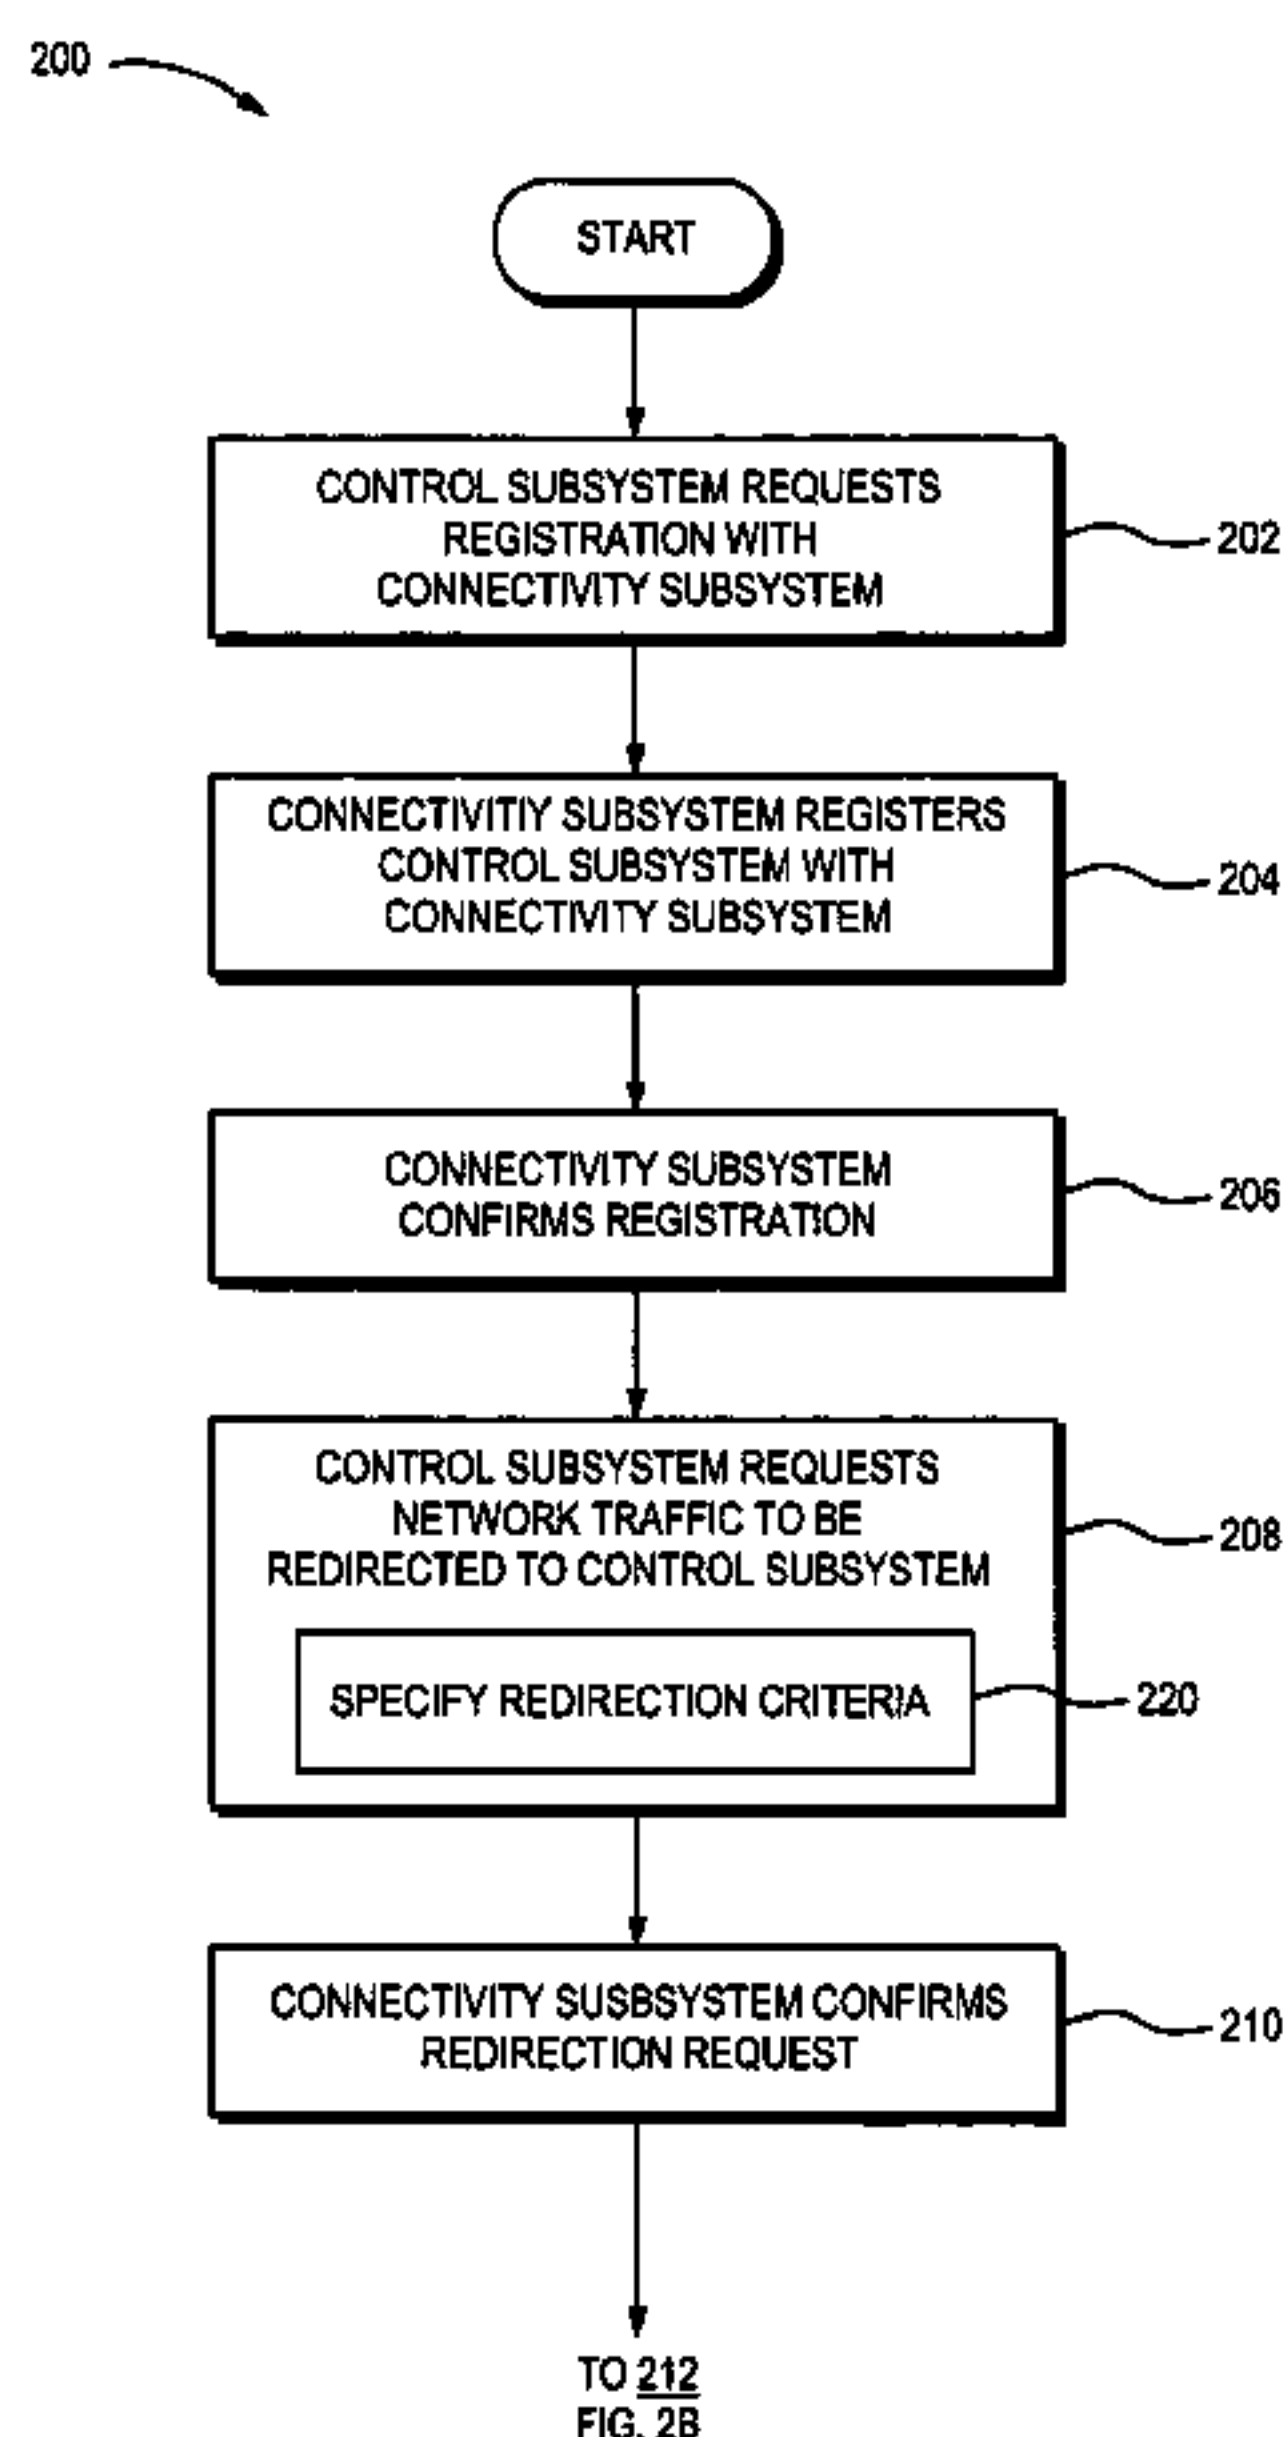 200
START
CONTROL SUBSYSTEM REQUESTS
REGISTRATION WITH
CONNECTIVITY SUBSYSTEM
202
CONNECTIVITIY SUBSYSTEM REGISTERS
CONTROL SUBSYSTEM WITH
CONNECTIVITY SUBSYSTEM
204
CONNECTIVITY SUBSYSTEM
CONFIRMS REGISTRATION
206
CONTROL SUBSYSTEM REQUESTS
NETWORK TRAFFIC TO BE
REDIRECTED TO CONTROL SUBSYSTEM
208
SPECIFY REDIRECTION CRITERIA
220
CONNECTIVITY SUSBSYSTEM CONFIRMS
REDIRECTION REQUEST
210
TO 212
FIG. 2B